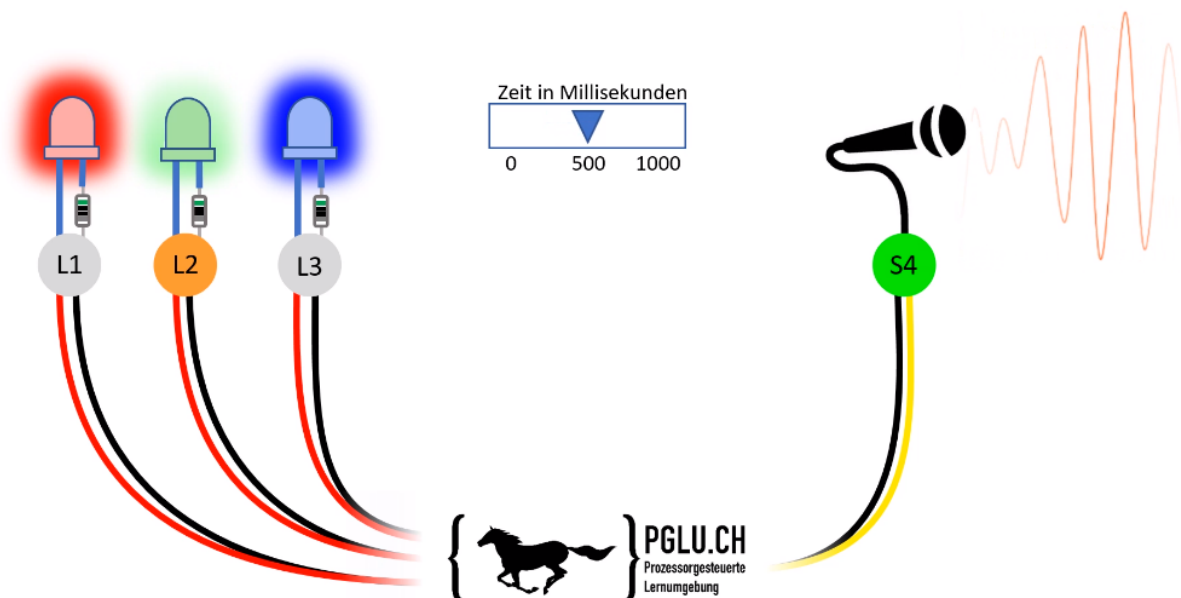 Zeit in Millisekunden
0 500 1000
L1 L2 L3 S4
{ } PGLU.CH
Prozessorgesteuerte
Lernumgebung